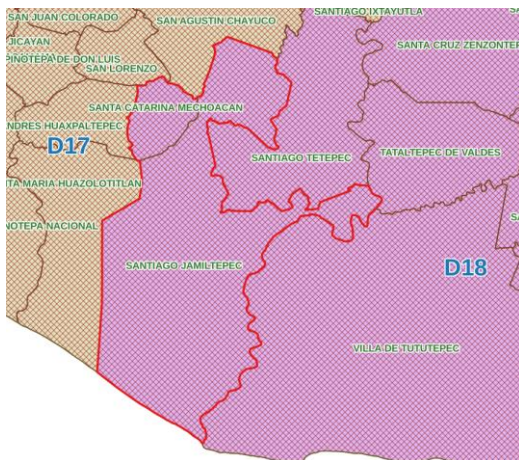 SANTIAGO IXTAYUTLA
SAN JUAN COLORADO
SAN AGUSTIN CHAYUCO
JICAYAN
SANTA CRUZ ZENZONTEP
PINOTEPA DE DON LUIS
SAN LORENZO
SANTA CATARINA MECHOACAN
NDRES HUAXPALTEPEC
D17
SANTIAGO TETEPEC
TATALTEPEC DE VALDES
NTA MARIA HUAZOLOTITLAN
NOTEPA NACIONAL
SANTIAGO JAMILTEPEC
D18
VILLA DE TUTUTEPEC